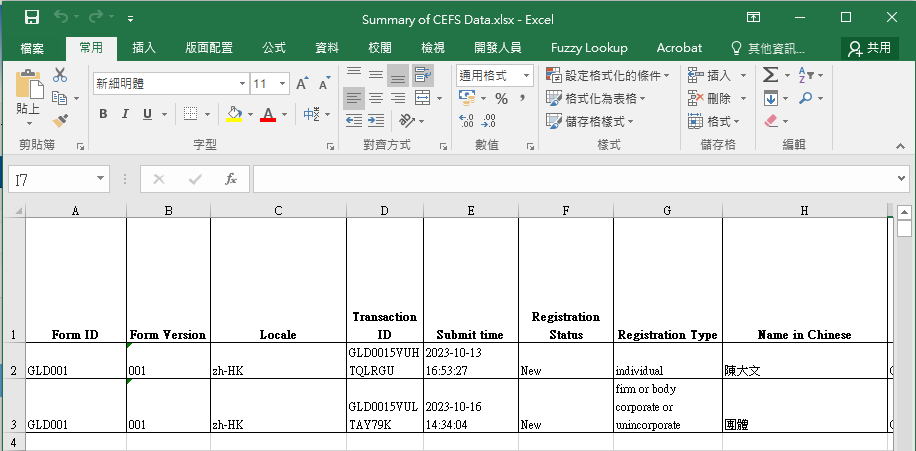 Summary of CEFS Data.xlsx - Excel
檔案 常用 插入 版面配置 公式 資料 校閱 檢視 開發人員 Fuzzy Lookup Acrobat 其他資訊... 共用
貼上
新細明體 11 A A
B I U A 中
通用格式
% ,
.00 .00
設定格式化的條件
格式化為表格
儲存格樣式
插入
刪除
格式
Σ A Z
剪貼簿 字型 對齊方式 數值 樣式 儲存格 編輯
I7 fx
A B C D E F G H
1 Form ID Form Version Locale Transaction ID Submit time Registration Status Registration Type Name in Chinese
2 GLD001 001 zh-HK GLD0015VUH TQLRGU 2023-10-13 16:53:27 New individual 陳大文
3 GLD001 001 zh-HK GLD0015VUL TAY79K 2023-10-16 14:34:04 New firm or body corporate or unincorporate 團體
4